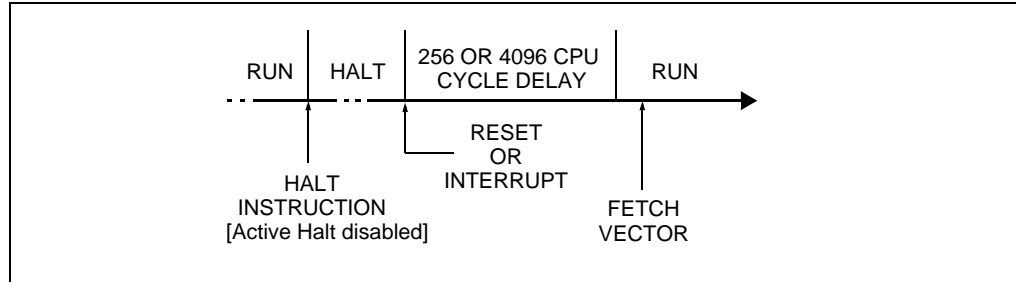 RUN
HALT
256 OR 4096 CPU
CYCLE DELAY
RUN
RESET
OR
INTERRUPT
HALT
INSTRUCTION
[Active Halt disabled]
FETCH
VECTOR